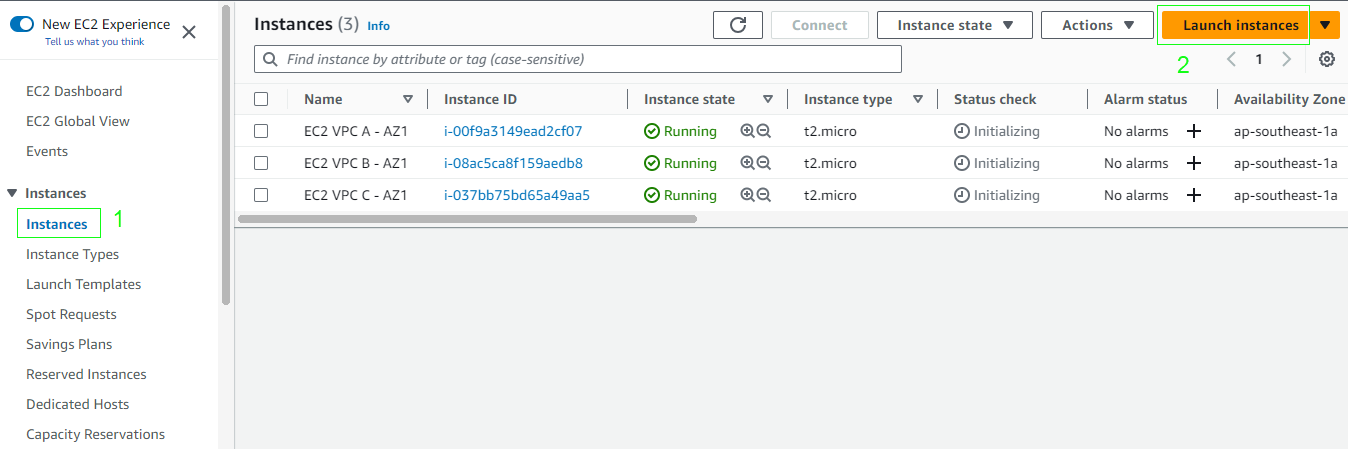 New EC2 Experience
Tell us what you think
EC2 Dashboard
EC2 Global View
Events
Instances
Instances 1
Instance Types
Launch Templates
Spot Requests
Savings Plans
Reserved Instances
Dedicated Hosts
Capacity Reservations
Instances (3) Info
Connect Instance state Actions Launch instances
Find instance by attribute or tag (case-sensitive) 2 1
Name Instance ID Instance state Instance type Status check Alarm status Availability Zone
EC2 VPC A - AZ1 i-00f9a3149ead2cf07 Running t2.micro Initializing No alarms ap-southeast-1a
EC2 VPC B - AZ1 i-08ac5ca8f159aedb8 Running t2.micro Initializing No alarms ap-southeast-1a
EC2 VPC C - AZ1 i-037bb75bd65a49aa5 Running t2.micro Initializing No alarms ap-southeast-1a